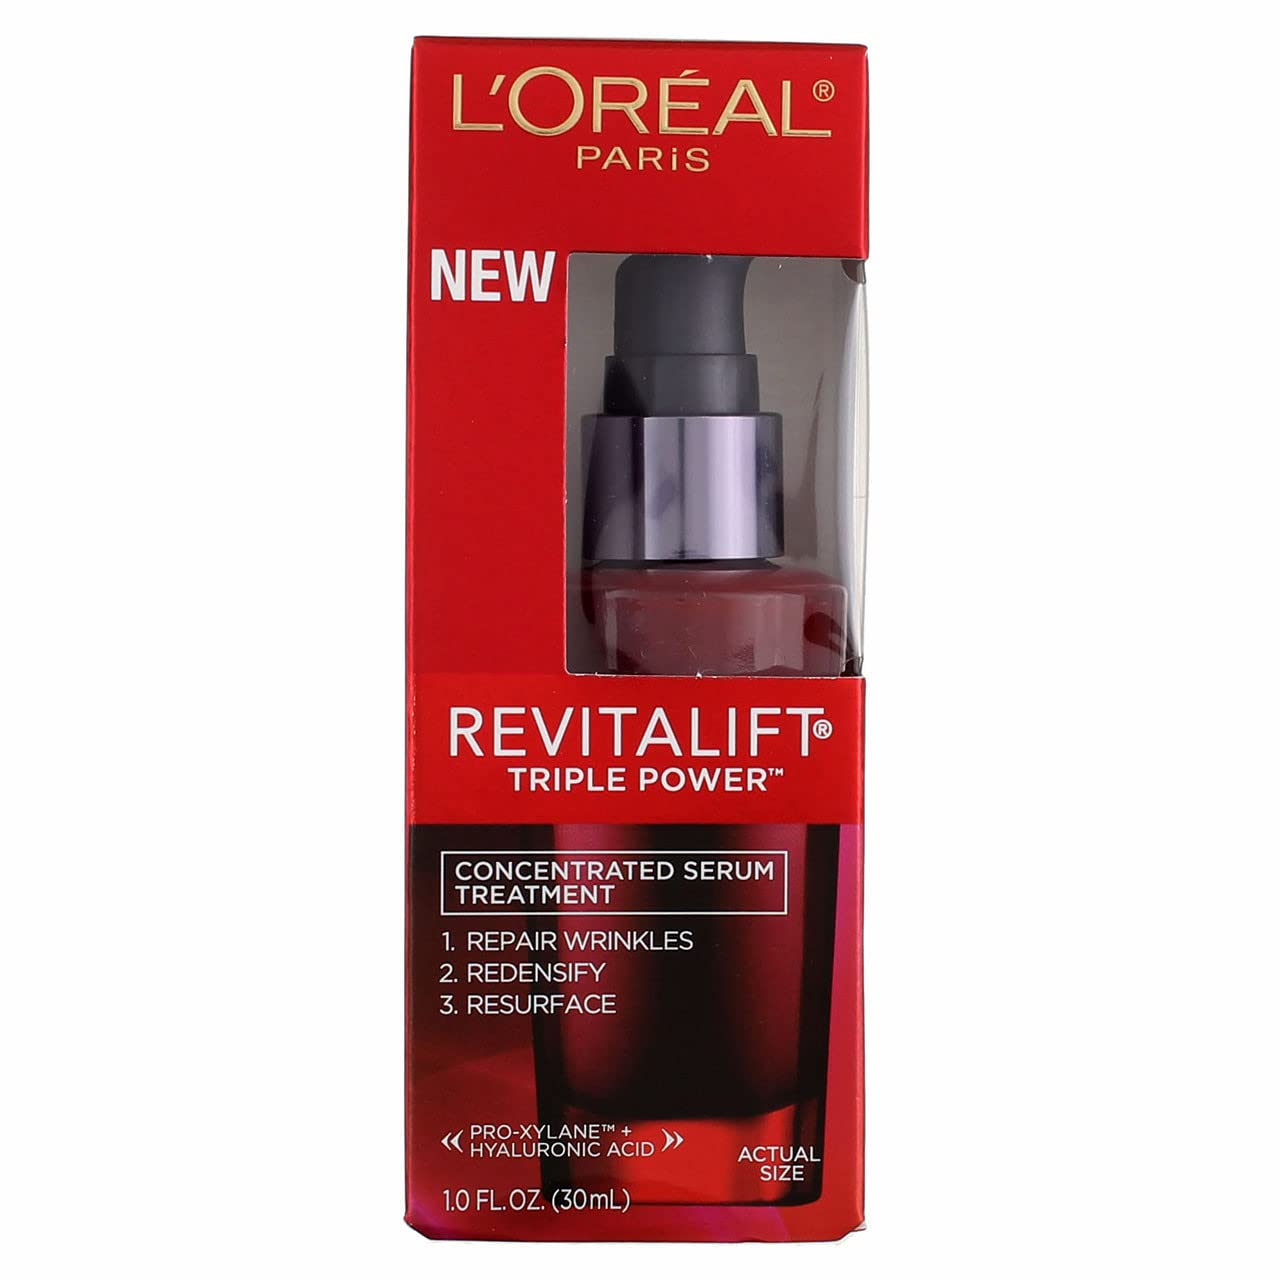 L'ORÉAL®
PARiS
NEW
REVITALIFT®
TRIPLE POWER™
CONCENTRATED SERUM
TREATMENT
1. REPAIR WRINKLES
2. REDENSIFY
3. RESURFACE
« PRO-XYLANE™ +
HYALURONIC ACID »
ACTUAL
SIZE
1.0 FL. OZ. (30mL)